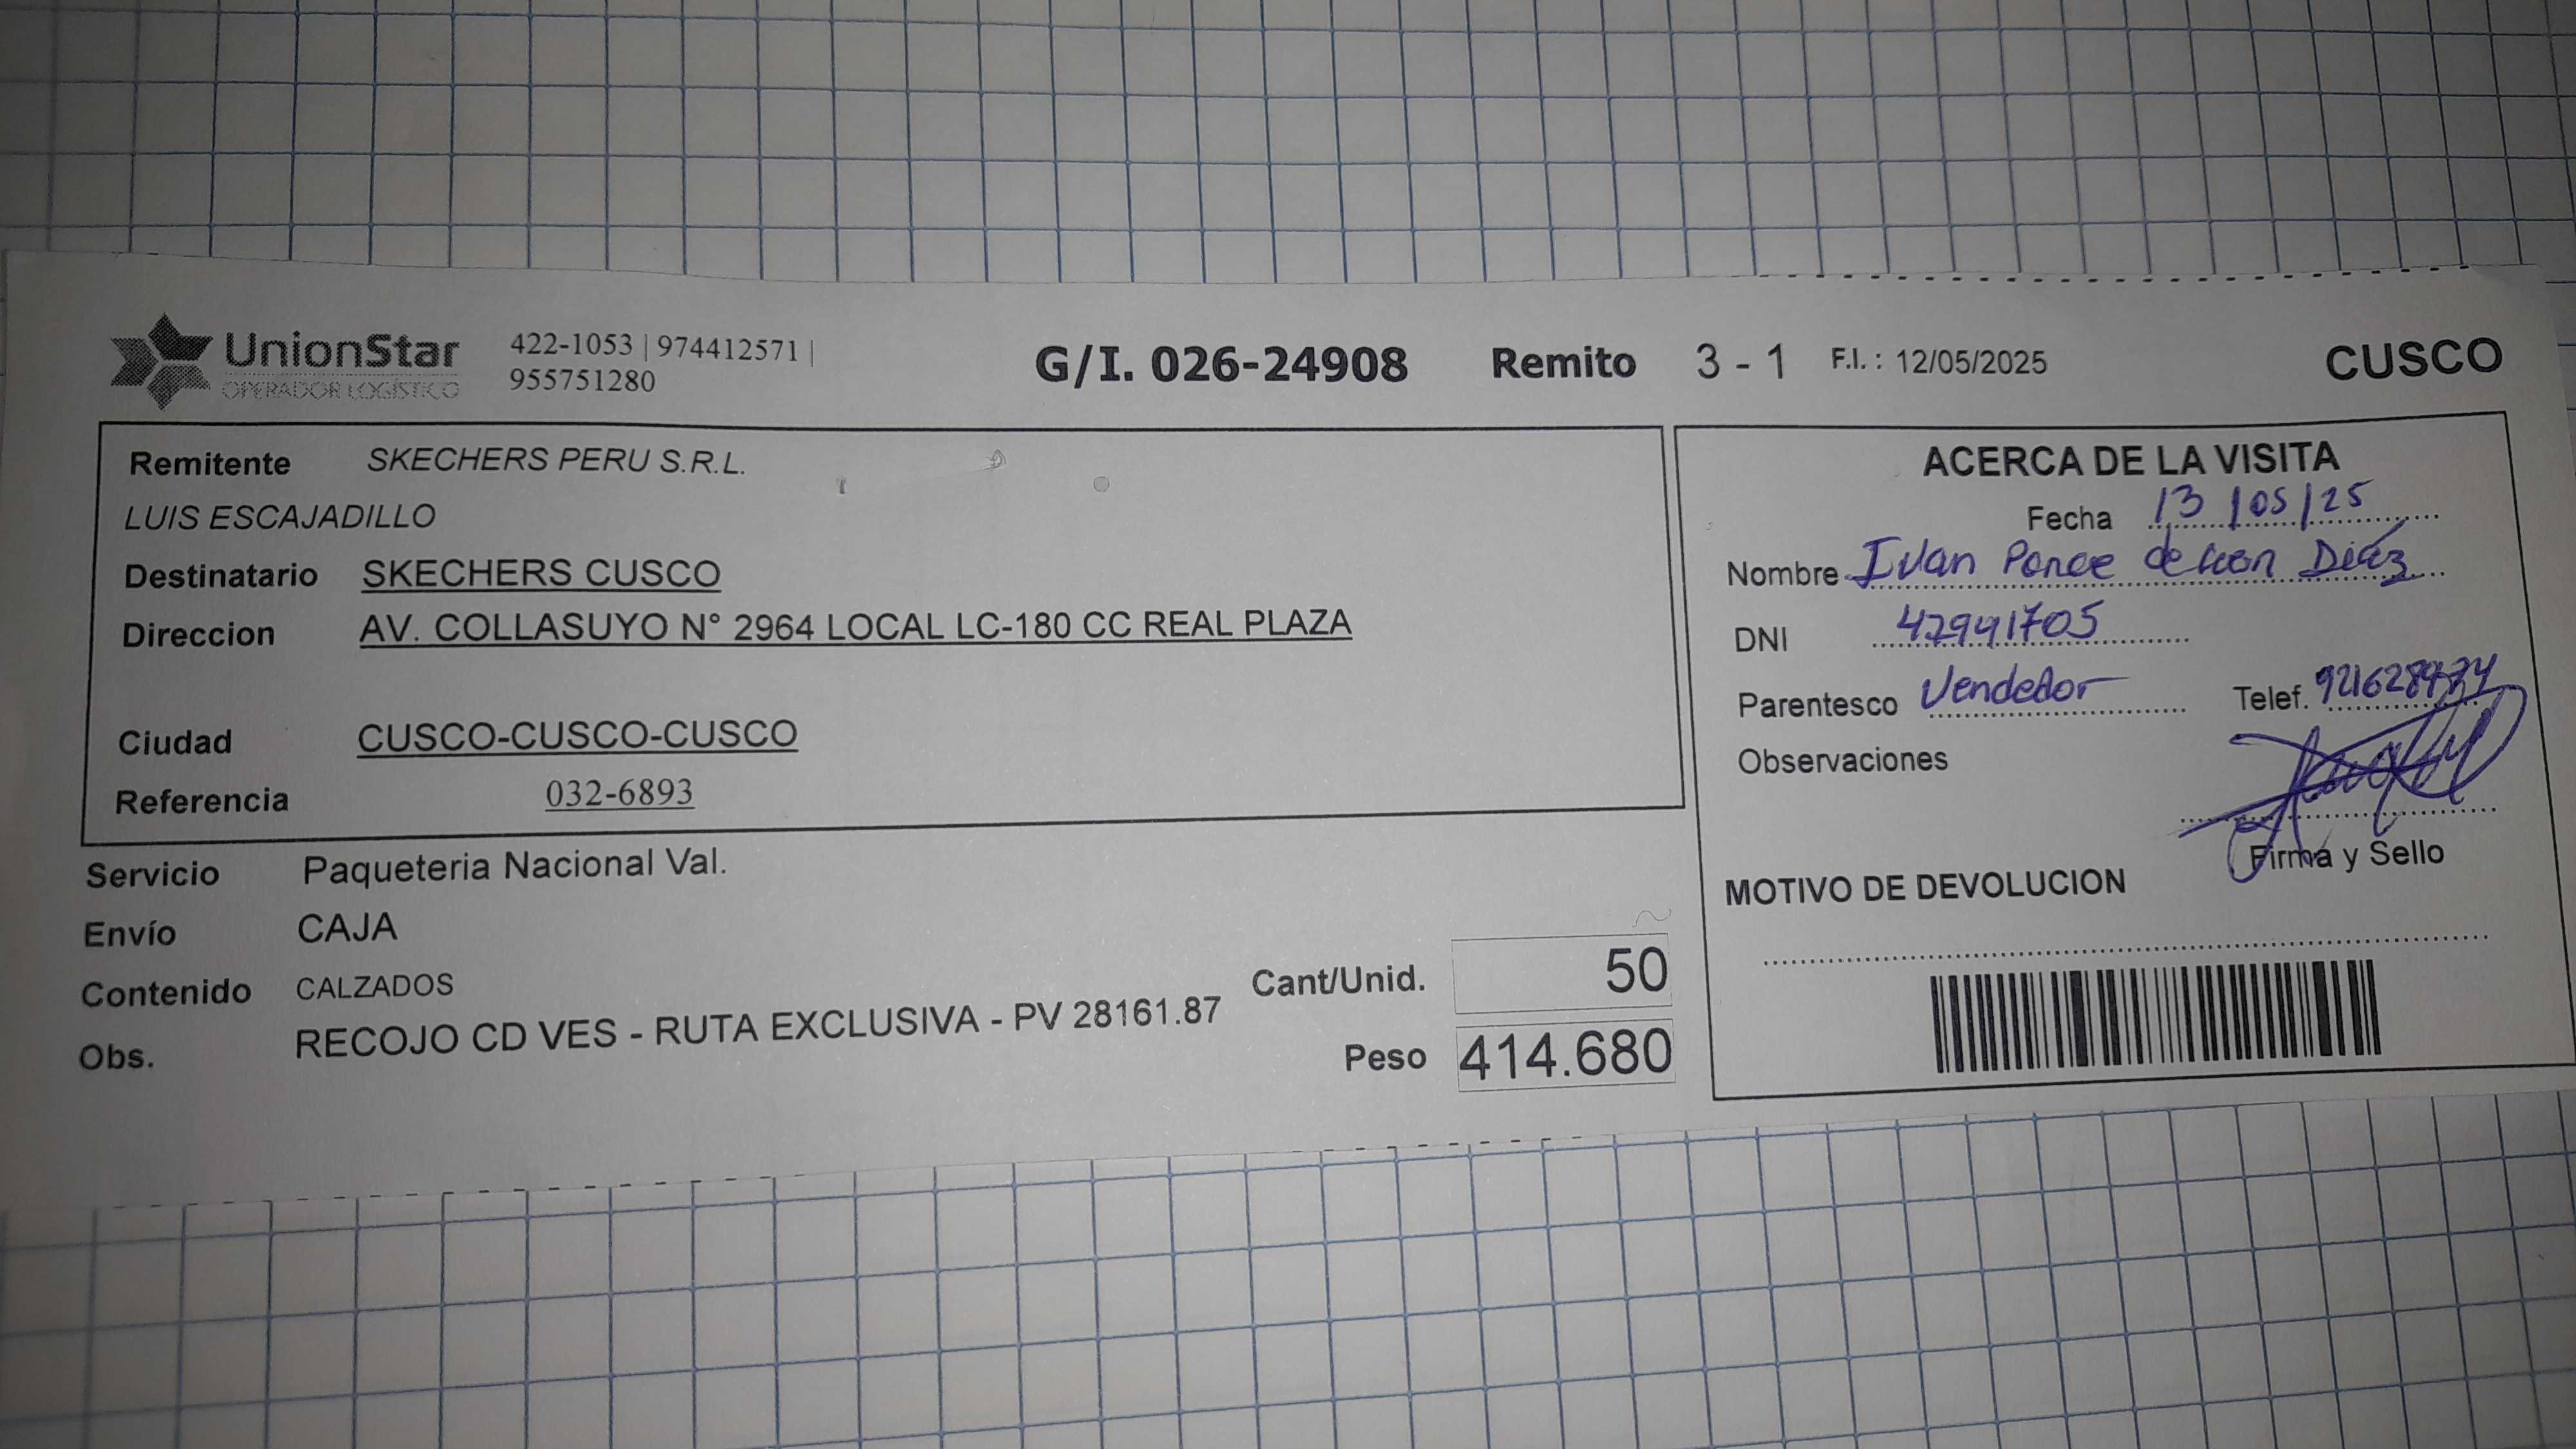 UnionStar
OPERADOR LOGÍSTICO
422-1053 | 974412571 |
955751280
G/I. 026-24908 Remito 3 - 1 F.I. : 12/05/2025 CUSCO
Remitente SKECHERS PERU S.R.L.
LUIS ESCAJADILLO
Destinatario SKECHERS CUSCO
Direccion AV. COLLASUYO N° 2964 LOCAL LC-180 CC REAL PLAZA
Ciudad CUSCO-CUSCO-CUSCO
Referencia 032-6893
Servicio Paqueteria Nacional Val.
Envío CAJA
Contenido CALZADOS
Obs. RECOJO CD VES - RUTA EXCLUSIVA - PV 28161.87
Cant/Unid. 50
Peso 414.680
ACERCA DE LA VISITA
Fecha 13/05/25
Nombre Ivan Ponce de Leon Diaz
DNI 42941705
Parentesco Vendedor Telef.
Observaciones
Firma y Sello
MOTIVO DE DEVOLUCION